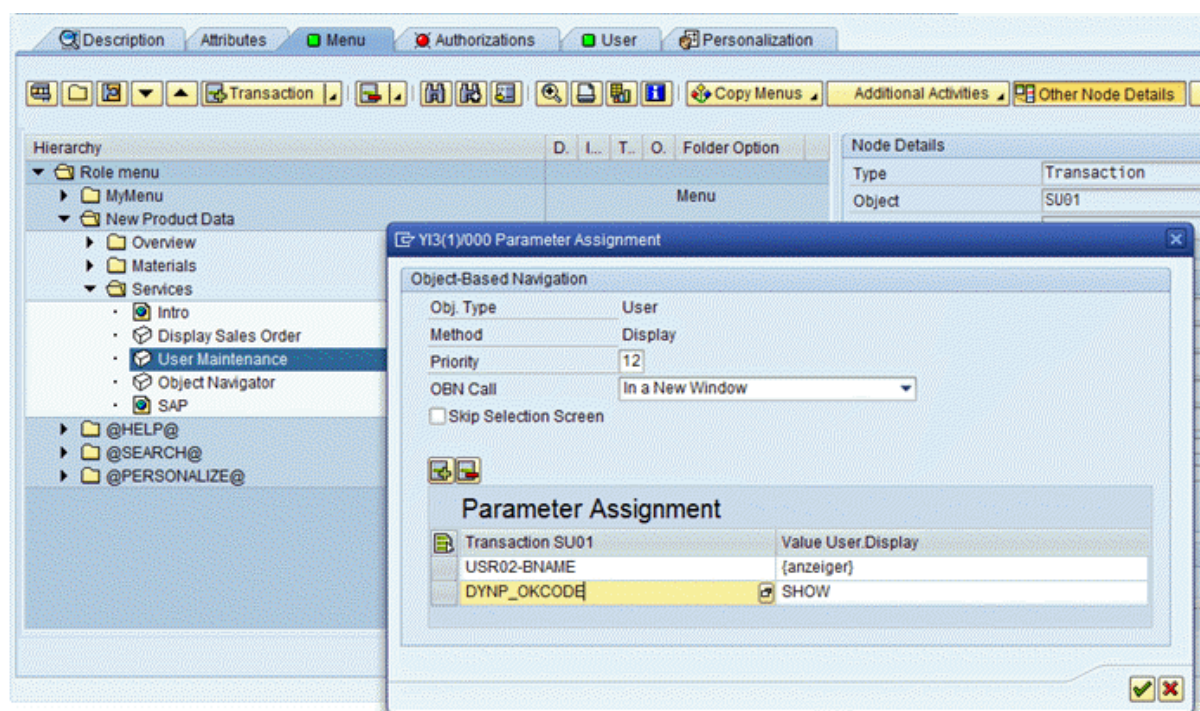 Description Attributes Menu Authorizations User Personalization
Transaction Copy Menus Additional Activities Other Node Details
Hierarchy D. I... T.. O. Folder Option Node Details
Role menu Type Transaction
MyMenu Menu Object SU01
New Product Data
Overview
Materials
Services
Intro
Display Sales Order
User Maintenance
Object Navigator
SAP
@HELP@
@SEARCH@
@PERSONALIZE@
YI3(1)/000 Parameter Assignment
Object-Based Navigation
Obj. Type User
Method Display
Priority 12
OBN Call In a New Window
Skip Selection Screen
Parameter Assignment
Transaction SU01 Value User.Display
USR02-BNAME {anzeiger}
DYNP_OKCODE SHOW